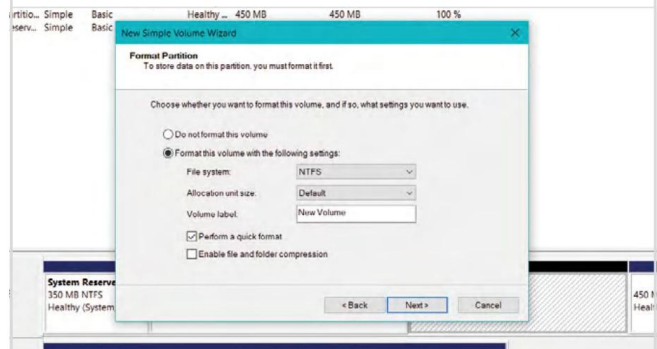 Simple Basic Healthy ... 450 MB 450 MB 100 %
Simple Basic
New Simple Volume Wizard
Format Partition
To store data on this partition, you must format it first.
Choose whether you want to format this volume, and if so, what settings you want to use.
Do not format this volume
Format this volume with the following settings:
File system: NTFS
Allocation unit size: Default
Volume label: New Volume
Perform a quick format
Enable file and folder compression
System Reserve
350 MB NTFS
Healthy (System
450
< Back Next > Cancel